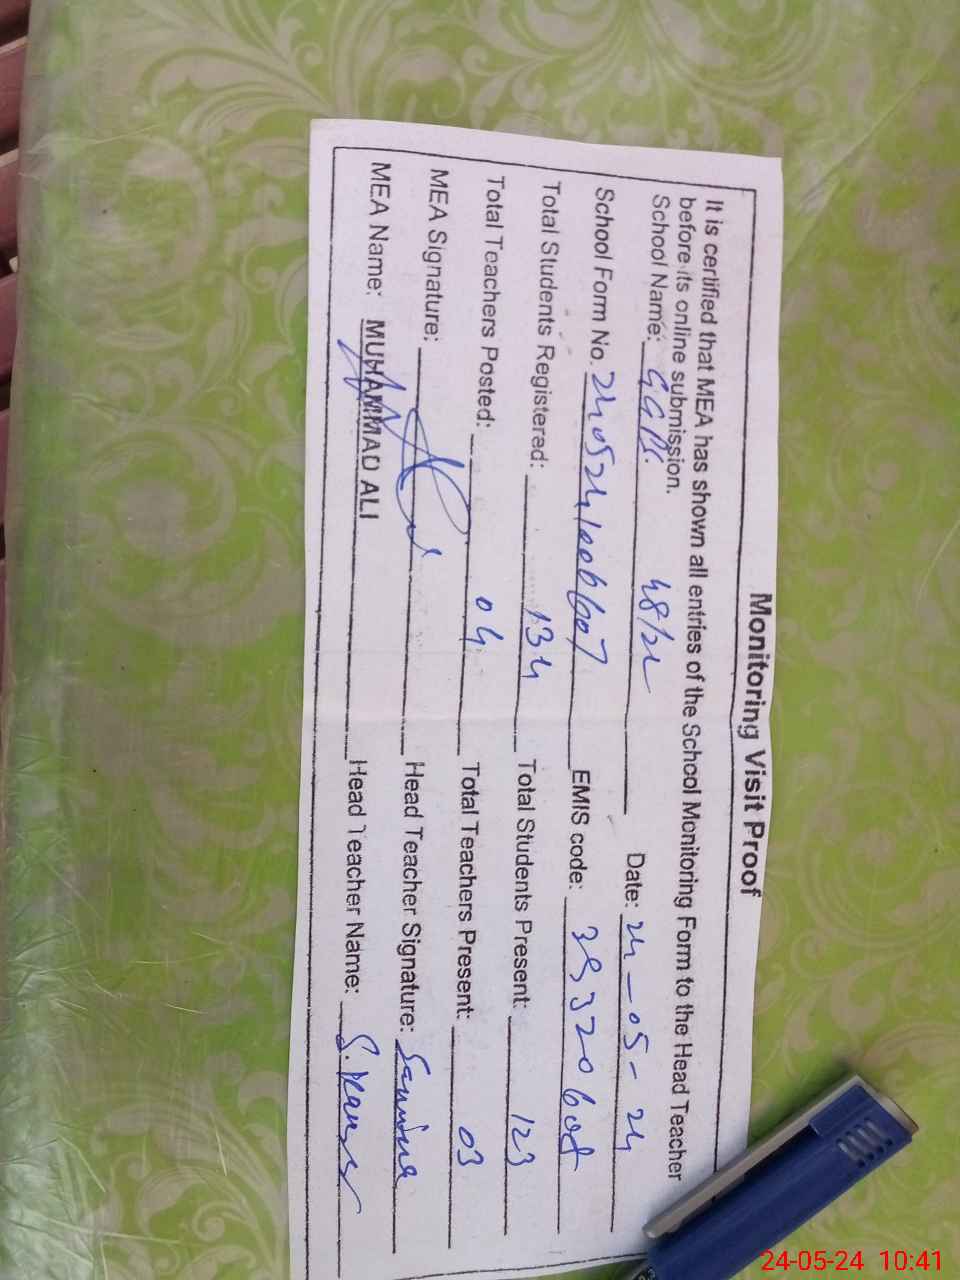 Monitoring Visit Proof
It is certified that MEA has shown all entries of the School Monitoring Form to the Head Teacher
before its online submission.
School Name: GGPS 48/2L Date: 24-05-24
School Form No. EMIS code:
Total Students Registered: 134 Total Students Present: 123
Total Teachers Posted: 04 Total Teachers Present: 03
MEA Signature: Head Teacher Signature:
MEA Name: MUHAMMAD ALI Head Teacher Name:
24-05-24 10:41